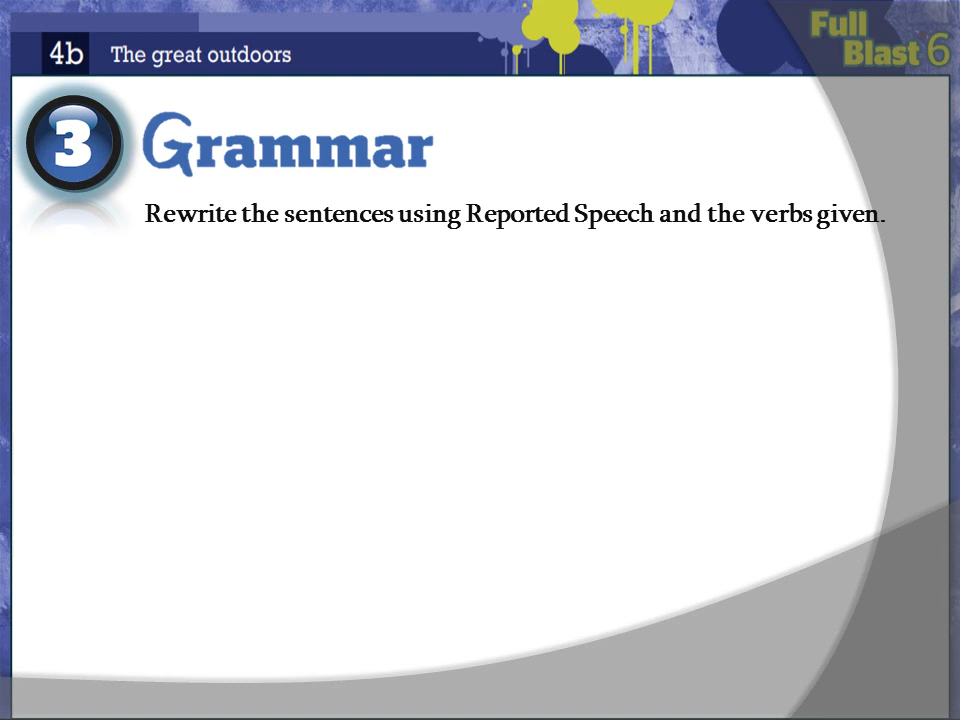 4b The great outdoors
Full
Blast 6
3 Grammar
Rewrite the sentences using Reported Speech and the verbs given.